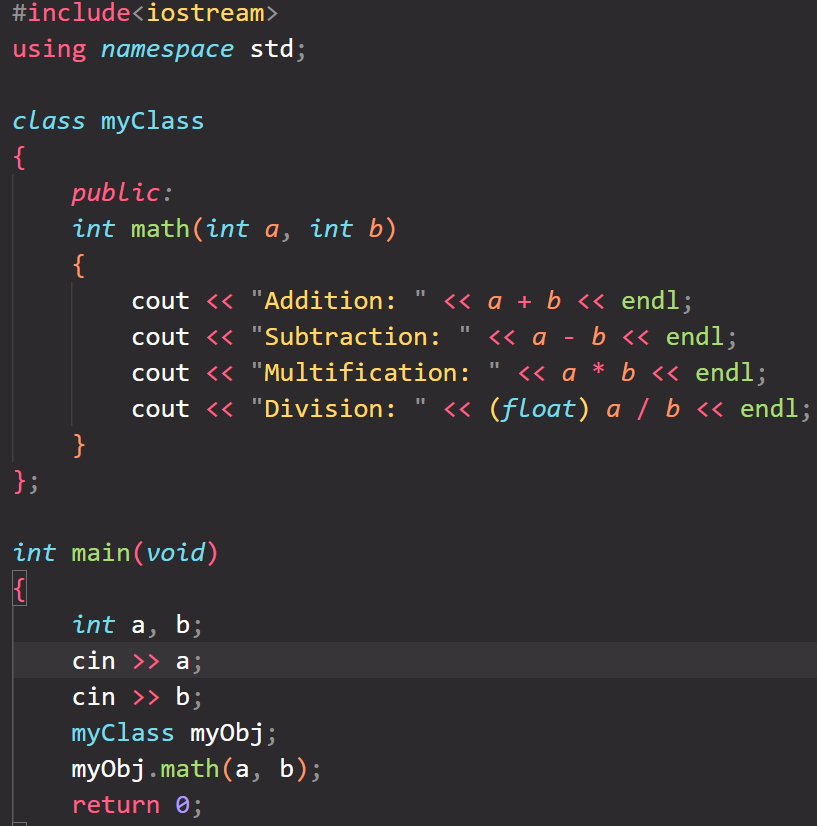 #include<iostream>
using namespace std;

class myClass
{
    public:
    int math(int a, int b)
    {
        cout << "Addition: " << a + b << endl;
        cout << "Subtraction: " << a - b << endl;
        cout << "Multification: " << a * b << endl;
        cout << "Division: " << (float) a / b << endl;
    }
};

int main(void)
{
    int a, b;
    cin >> a;
    cin >> b;
    myClass myObj;
    myObj.math(a, b);
    return 0;